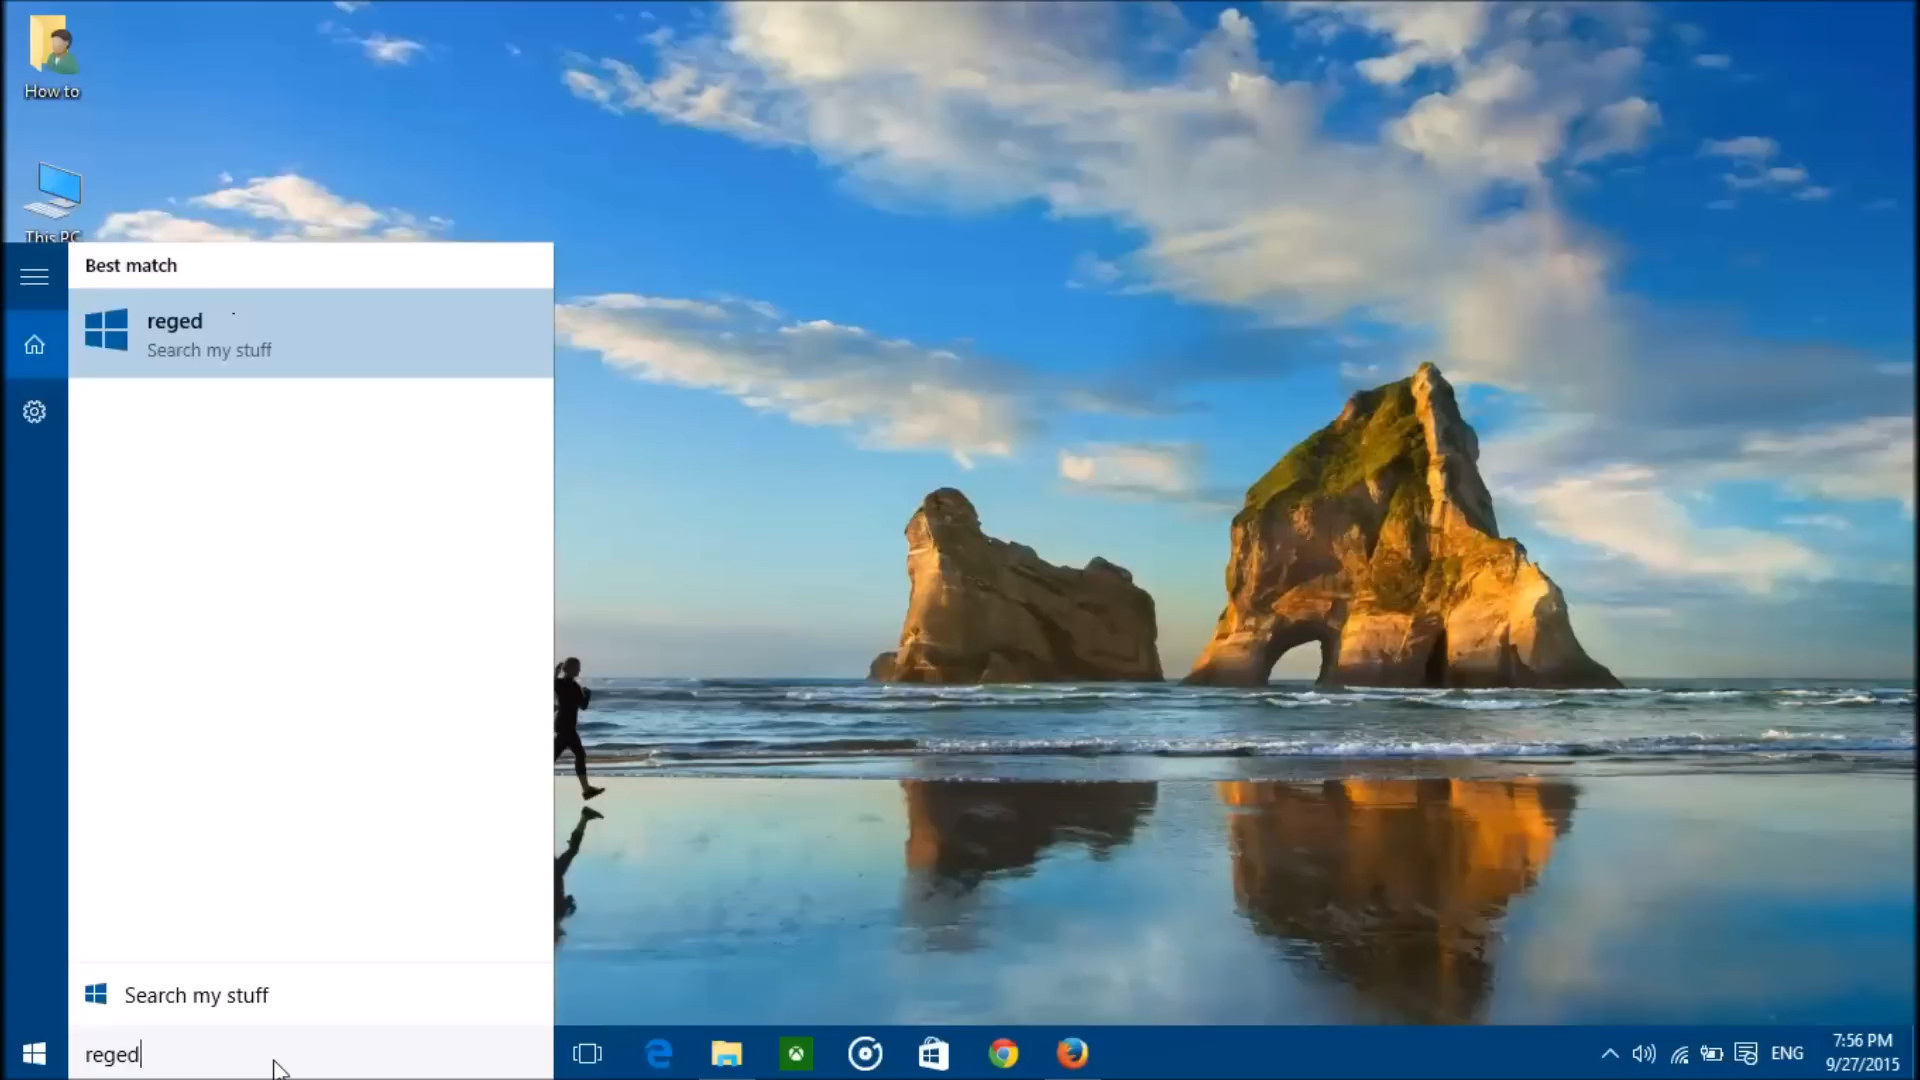 How to
This PC
Best match
reged
Search my stuff
Search my stuff
reged
ENG
7:56 PM
9/27/2015